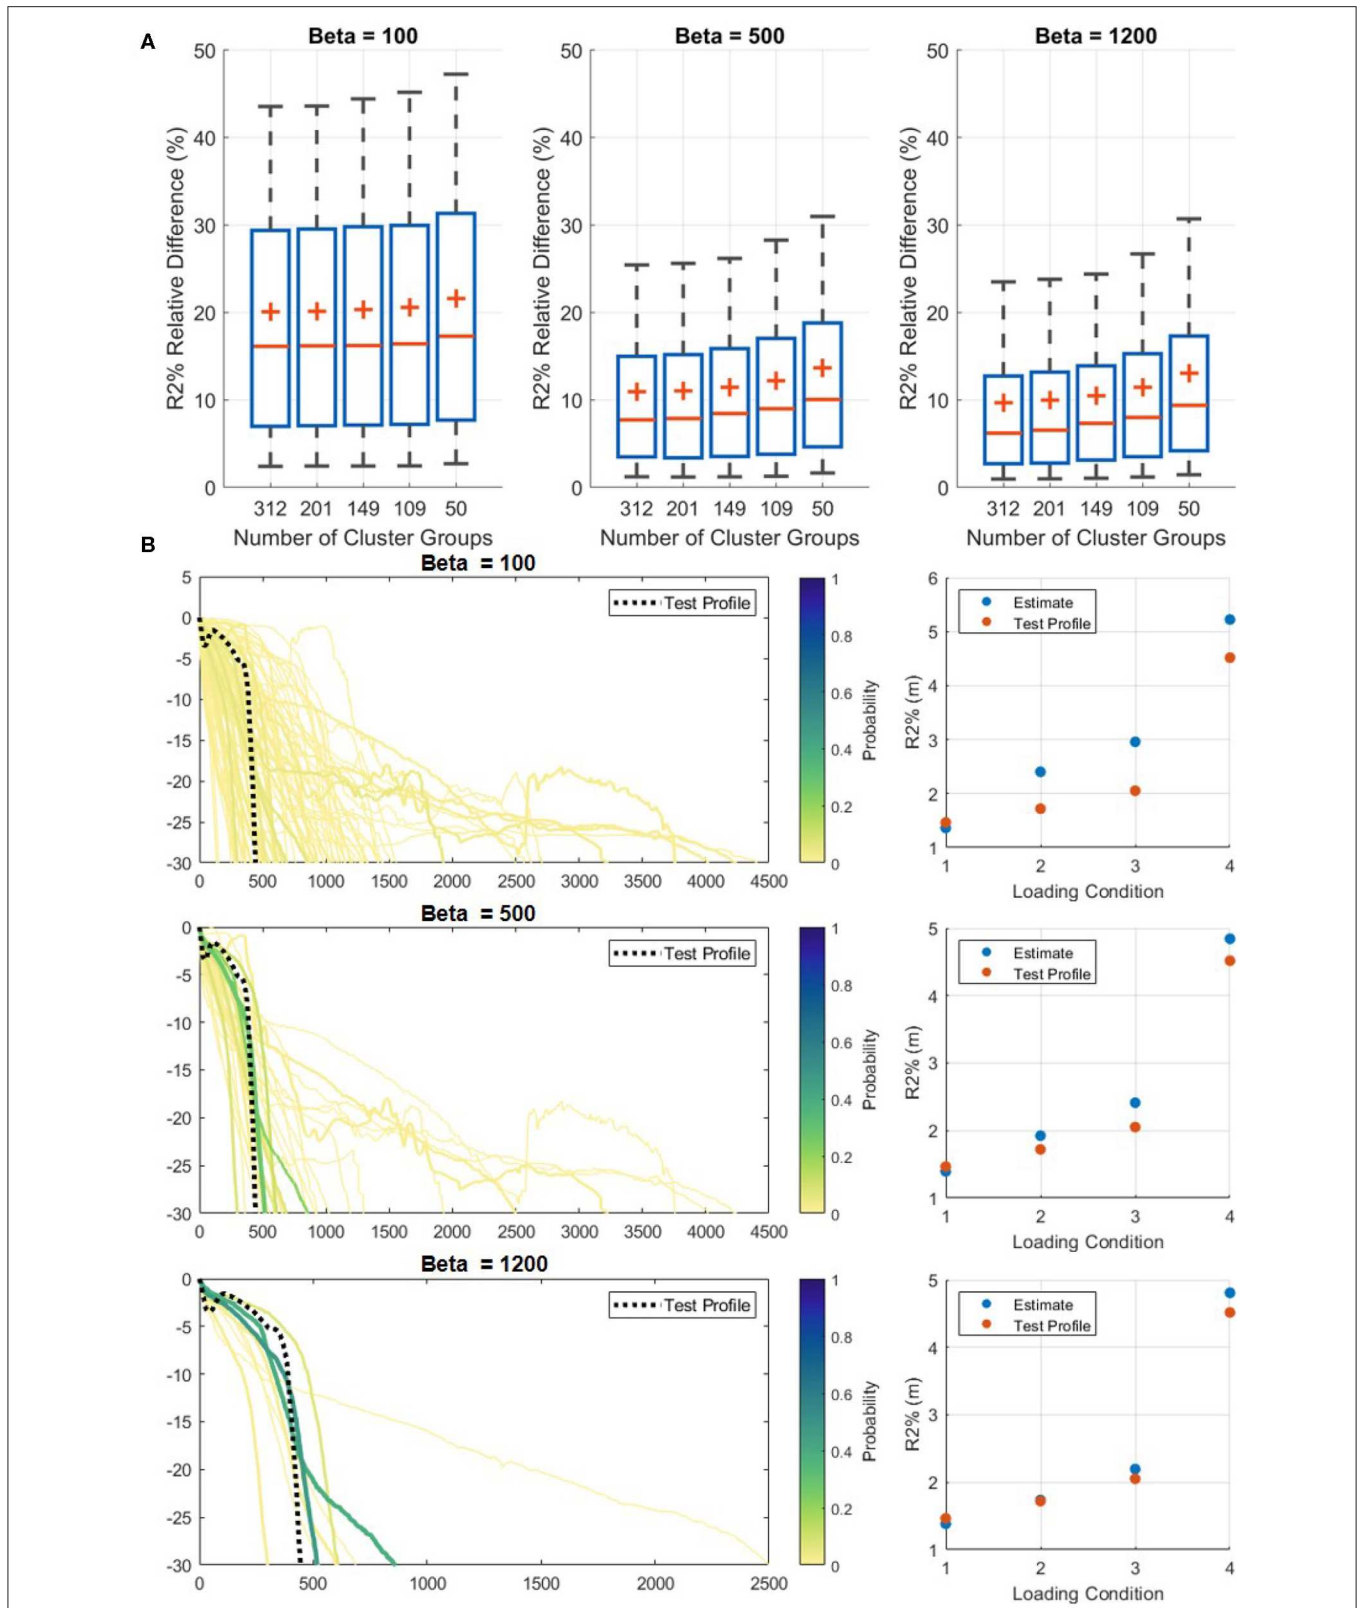 A
Beta = 100
Beta = 500
Beta = 1200
R2% Relative Difference (%)
50
40
30
20
10
0
312 201 149 109 50
Number of Cluster Groups
R2% Relative Difference (%)
50
40
30
20
10
0
312 201 149 109 50
Number of Cluster Groups
R2% Relative Difference (%)
50
40
30
20
10
0
312 201 149 109 50
Number of Cluster Groups
B
Beta = 100
5
0
-5
-10
-15
-20
-25
-30
0 500 1000 1500 2000 2500 3000 3500 4000 4500
Test Profile
1
0.8
0.6
0.4
0.2
0
Probability
R2% (m)
6
5
4
3
2
1
Estimate
Test Profile
1 2 3 4
Loading Condition
Beta = 500
0
-5
-10
-15
-20
-25
-30
0 500 1000 1500 2000 2500 3000 3500 4000 4500
Test Profile
1
0.8
0.6
0.4
0.2
0
Probability
R2% (m)
5
4
3
2
1
Estimate
Test Profile
1 2 3 4
Loading Condition
Beta = 1200
0
-5
-10
-15
-20
-25
-30
0 500 1000 1500 2000 2500
Test Profile
1
0.8
0.6
0.4
0.2
0
Probability
R2% (m)
5
4
3
2
1
Estimate
Test Profile
1 2 3 4
Loading Condition